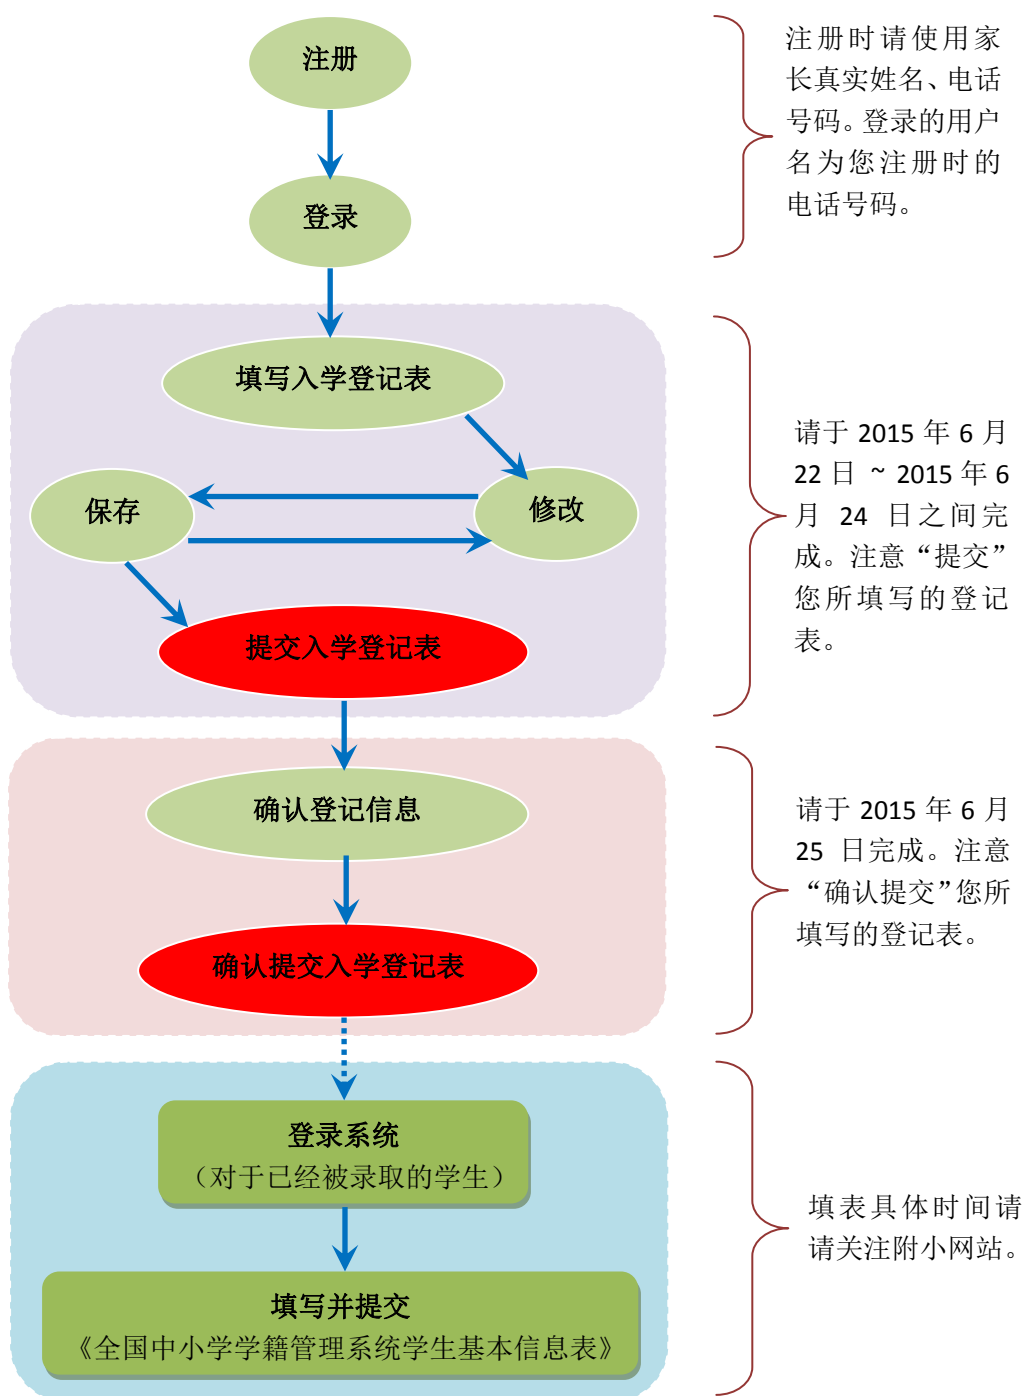 注册
注册时请使用家
长真实姓名、电话
号码。登录的用户
名为您注册时的
电话号码。
登录
填写入学登记表
保存
修改
提交入学登记表
请于 2015 年 6 月
22 日 ~ 2015 年 6
月 24 日之间完
成。注意“提交”
您所填写的登记
表。
确认登记信息
确认提交入学登记表
请于 2015 年 6 月
25 日完成。注意
“确认提交”您所
填写的登记表。
登录系统
（对于已经被录取的学生）
填写并提交
《全国中小学学籍管理系统学生基本信息表》
填表具体时间请
请关注附小网站。